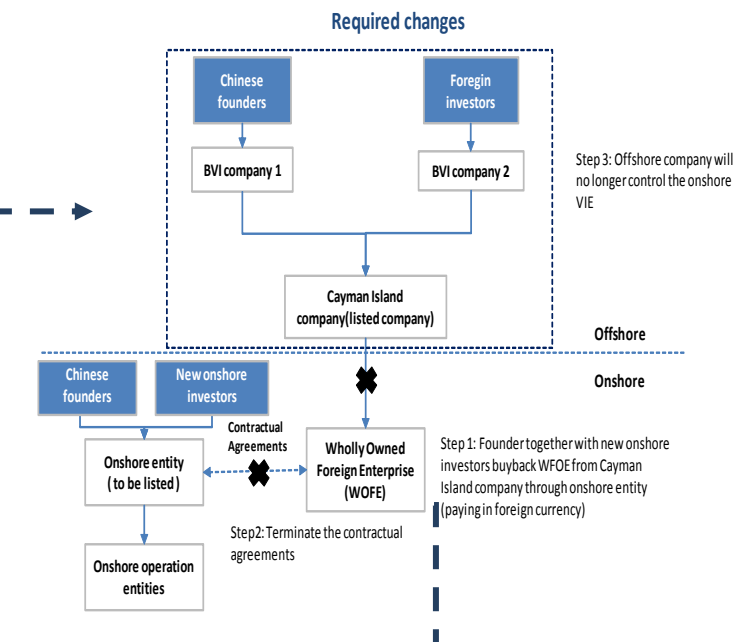 Required changes
Chinese
founders
Foregin
investors
BVI company 1
BVI company 2
Step 3: Offshore company will
no longer control the onshore
VIE
Cayman Island
company(listed company)
Offshore
Onshore
Chinese
founders
New onshore
investors
Contractual
Agreements
Onshore entity
( to be listed )
Wholly Owned
Foreign Enterprise
(WOFE)
Step 1: Founder together with new onshore
investors buyback WFOE from Cayman
Island company through onshore entity
(paying in foreign currency)
Step2: Terminate the contractual
agreements
Onshore operation
entities